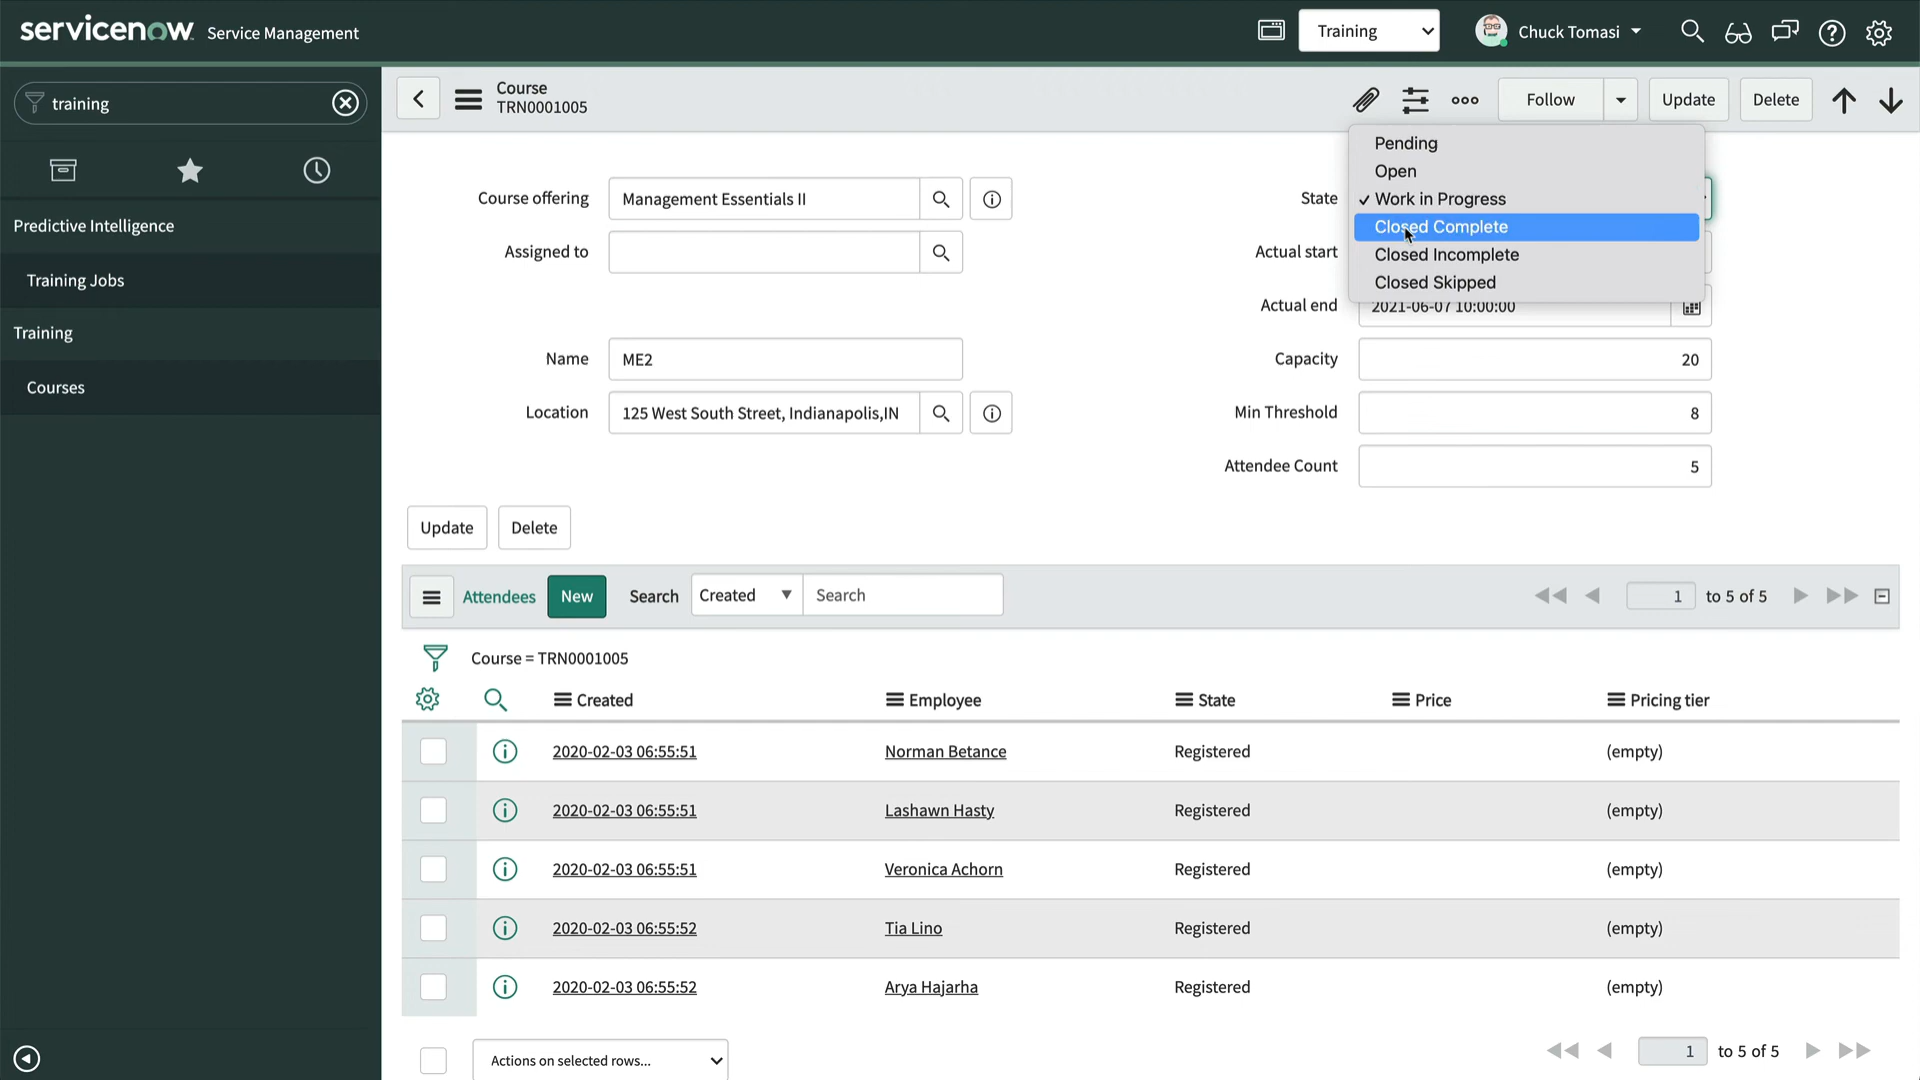 servicenow Service Management
Training
Chuck Tomasi
training
Predictive Intelligence
Training Jobs
Training
Courses
Course
TRN0001005
Follow
Update
Delete
Course offering
Management Essentials II
Assigned to
Name
ME2
Location
125 West South Street, Indianapolis,IN
State
Pending
Open
✓ Work in Progress
Closed Complete
Closed Incomplete
Closed Skipped
Actual start
Actual end
2021-06-07 10:00:00
Capacity
20
Min Threshold
8
Attendee Count
5
Update
Delete
Attendees
New
Search
Created
Search
1 to 5 of 5
Course = TRN0001005
Created Employee State Price Pricing tier
2020-02-03 06:55:51 Norman Betance Registered (empty)
2020-02-03 06:55:51 Lashawn Hasty Registered (empty)
2020-02-03 06:55:51 Veronica Achorn Registered (empty)
2020-02-03 06:55:52 Tia Lino Registered (empty)
2020-02-03 06:55:52 Arya Hajarha Registered (empty)
Actions on selected rows...
1 to 5 of 5